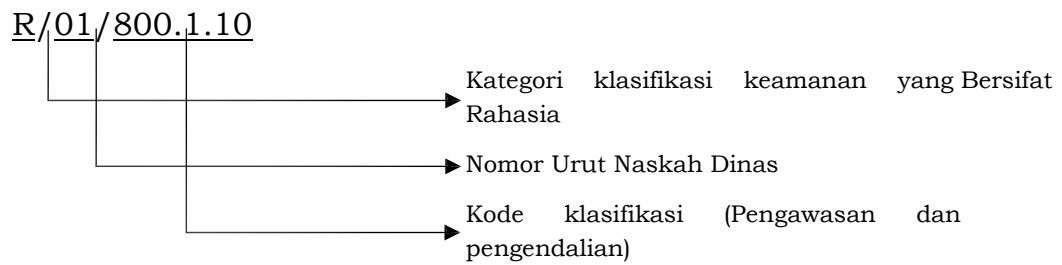 R/01/800.1.10
Kategori klasifikasi keamanan yang Bersifat
Rahasia
Nomor Urut Naskah Dinas
Kode klasifikasi (Pengawasan dan
pengendalian)